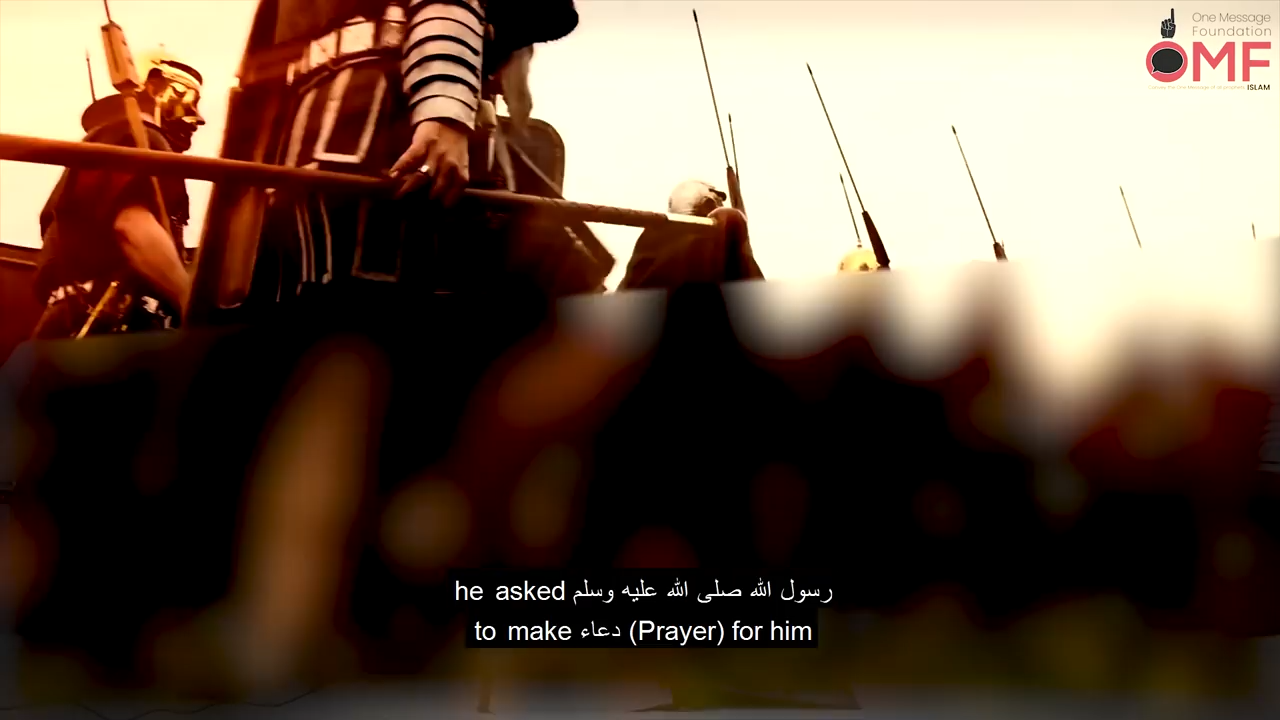 One Message
Foundation
OMF
ISLAM
he asked رسول الله صلى الله عليه وسلم
to make دعاء (Prayer) for him